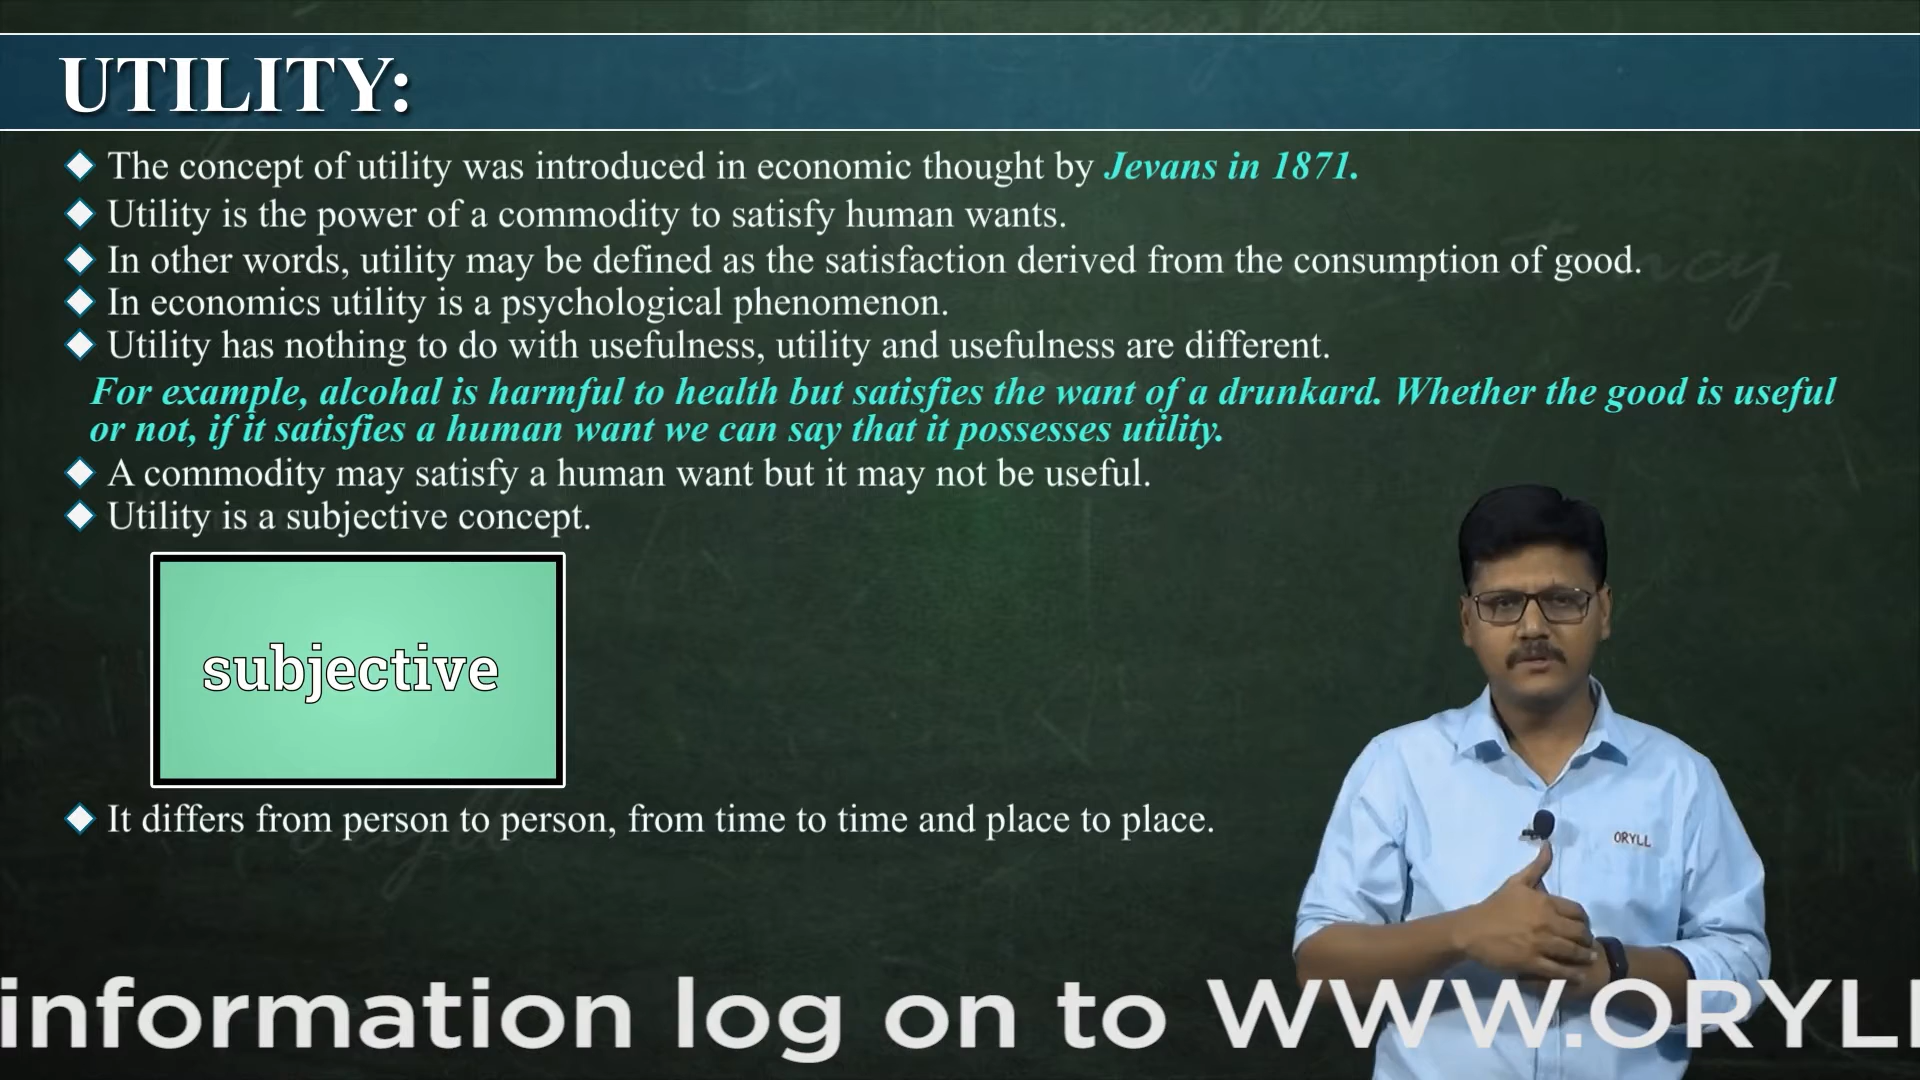 UTILITY:
The concept of utility was introduced in economic thought by Jevans in 1871.
Utility is the power of a commodity to satisfy human wants.
In other words, utility may be defined as the satisfaction derived from the consumption of good.
In economics utility is a psychological phenomenon.
Utility has nothing to do with usefulness, utility and usefulness are different.
For example, alcohal is harmful to health but satisfies the want of a drunkard. Whether the good is useful
or not, if it satisfies a human want we can say that it possesses utility.
A commodity may satisfy a human want but it may not be useful.
Utility is a subjective concept.
subjective
It differs from person to person, from time to time and place to place.
ORYLL
information log on to WWW.ORYLL